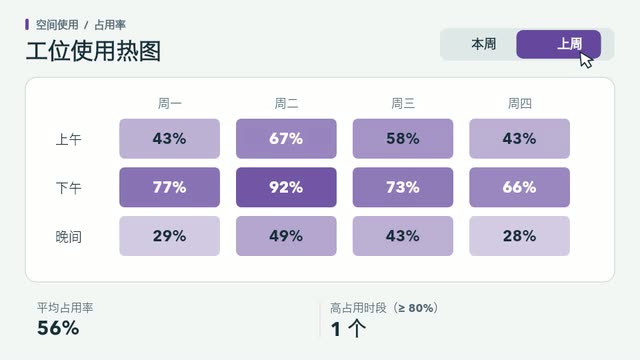 空间使用 / 占用率
工位使用热图
本周 上周
周一 周二 周三 周四
上午 43% 67% 58% 43%
下午 77% 92% 73% 66%
晚间 29% 49% 43% 28%
平均占用率
56%
高占用时段（≥ 80%）
1 个